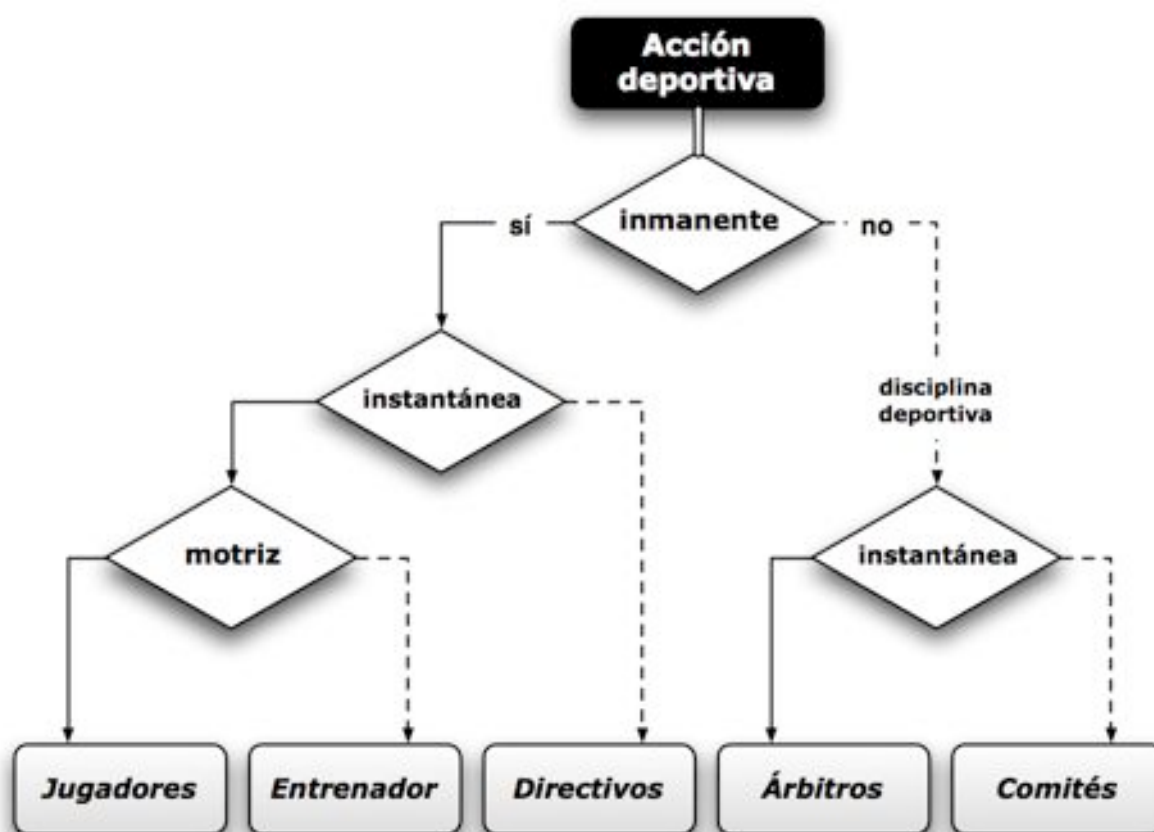 Acción
deportiva
inmanente
sí
no
instantánea
disciplina
deportiva
motriz
instantánea
Jugadores
Entrenador
Directivos
Árbitros
Comités